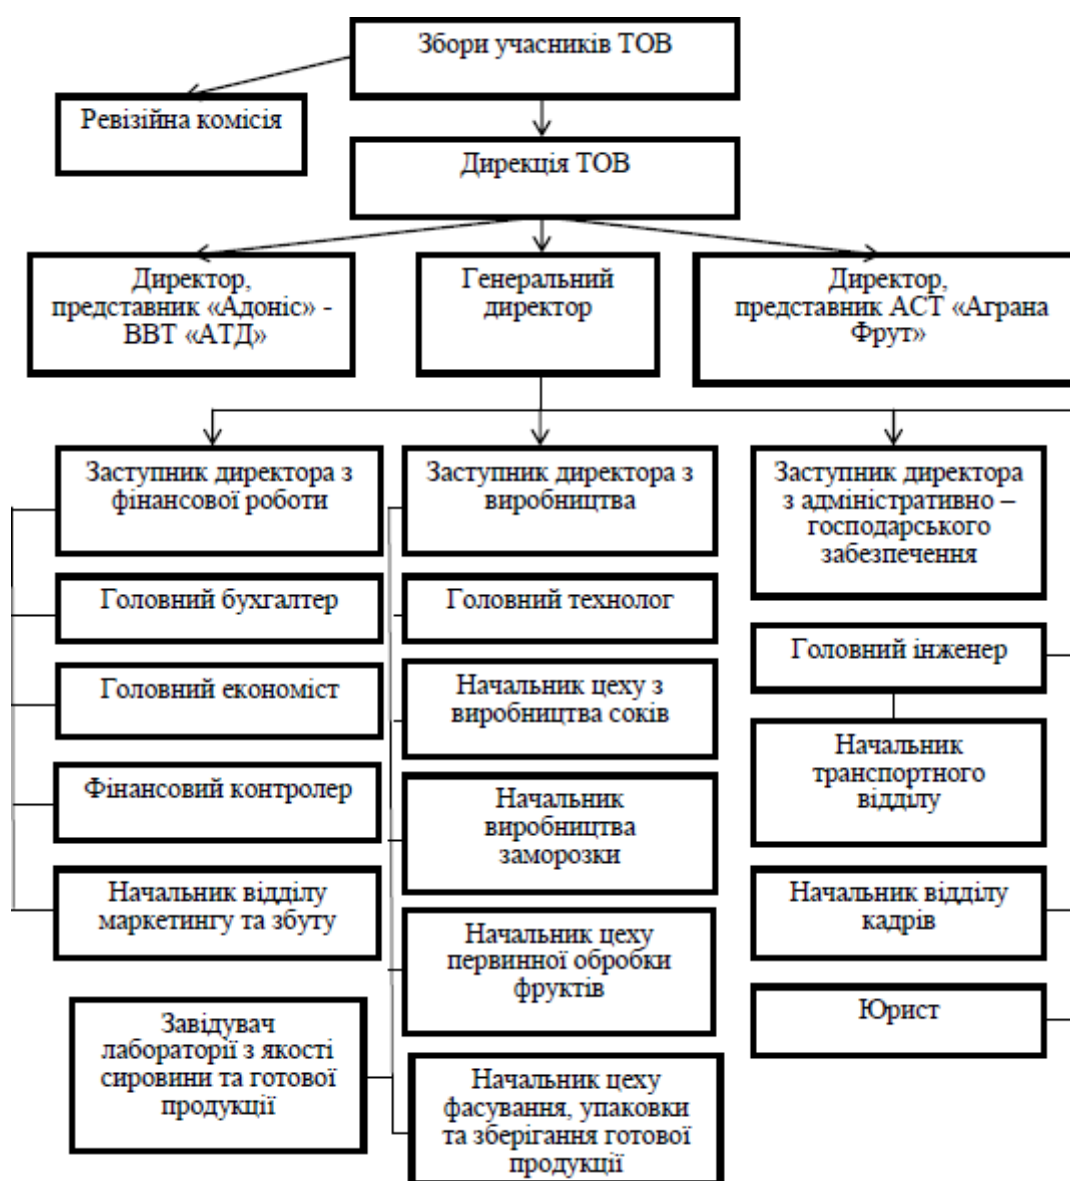 Збори учасників ТОВ
Ревізійна комісія
Дирекція ТОВ
Директор,
представник «Адоніс» -
ВВТ «АТД»
Генеральний
директор
Директор,
представник АСТ «Аграна
Фрут»
Заступник директора з
фінансової роботи
Головний бухгалтер
Головний економіст
Фінансовий контролер
Начальник відділу
маркетингу та збуту
Завідувач
лабораторії з якості
сировини та готової
продукції
Заступник директора з
виробництва
Головний технолог
Начальник цеху з
виробництва соків
Начальник
виробництва
заморозки
Начальник цеху
первинної обробки
фруктів
Начальник цеху
фасування, упаковки
та зберігання готової
продукції
Заступник директора
з адміністративно –
господарського
забезпечення
Головний інженер
Начальник
транспортного
відділу
Начальник відділу
кадрів
Юрист